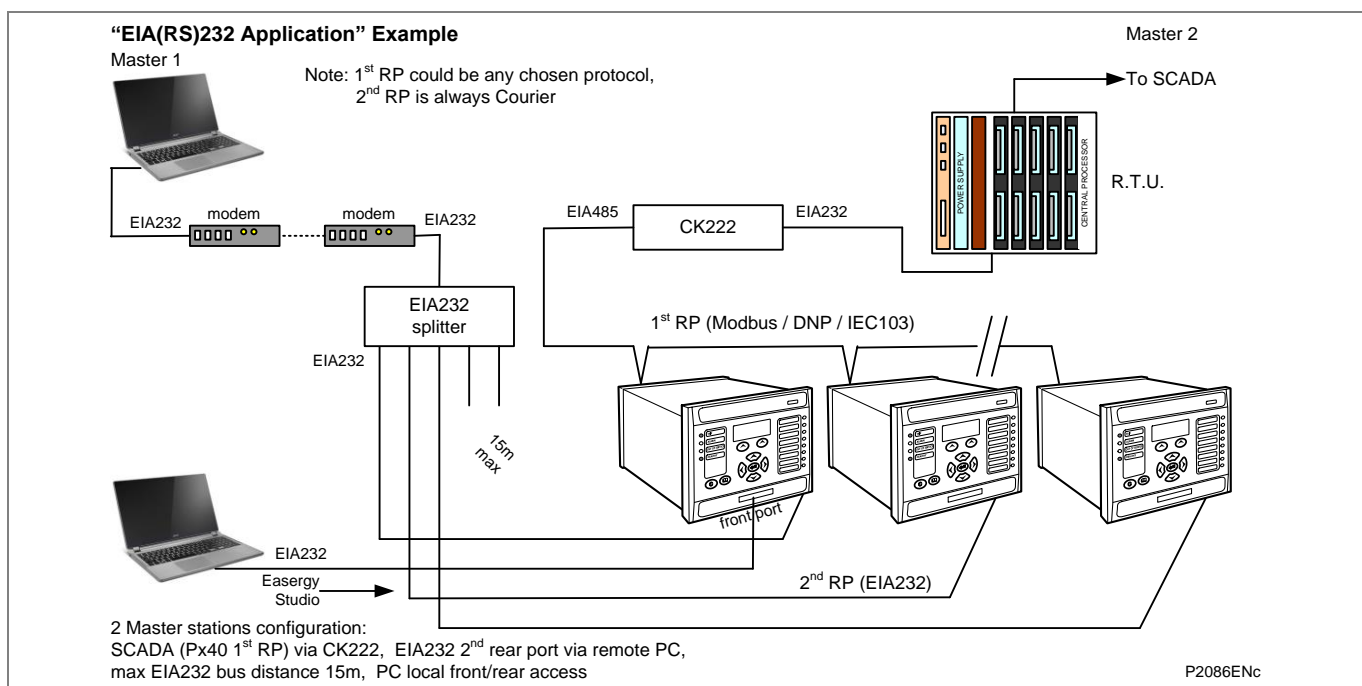 “EIA(RS)232 Application” Example
Master 1
Note: 1st RP could be any chosen protocol,
2nd RP is always Courier
Master 2
To SCADA
POWER SUPPLY
CENTRAL PROCESSOR
R.T.U.
EIA232
modem
modem
EIA232
EIA485
CK222
EIA232
EIA232
splitter
EIA232
1st RP (Modbus / DNP / IEC103)
15m
max
front port
EIA232
Easergy
Studio
2nd RP (EIA232)
2 Master stations configuration:
SCADA (Px40 1st RP) via CK222, EIA232 2nd rear port via remote PC,
max EIA232 bus distance 15m, PC local front/rear access
P2086ENc